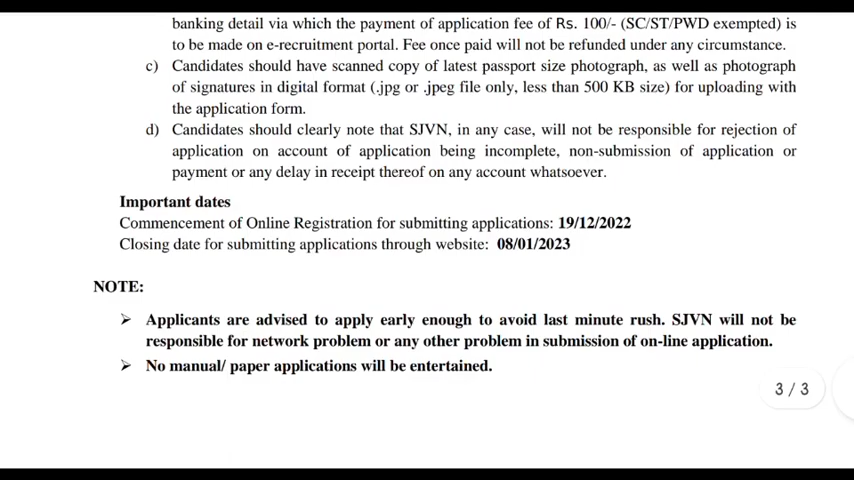 banking detail via which the payment of application fee of Rs. 100/- (SC/ST/PWD exempted) is
to be made on e-recruitment portal. Fee once paid will not be refunded under any circumstance.
c) Candidates should have scanned copy of latest passport size photograph, as well as photograph
of signatures in digital format (.jpg or .jpeg file only, less than 500 KB size) for uploading with
the application form.
d) Candidates should clearly note that SJVN, in any case, will not be responsible for rejection of
application on account of application being incomplete, non-submission of application or
payment or any delay in receipt thereof on any account whatsoever.
Important dates
Commencement of Online Registration for submitting applications: 19/12/2022
Closing date for submitting applications through website: 08/01/2023
NOTE:
➢ Applicants are advised to apply early enough to avoid last minute rush. SJVN will not be
responsible for network problem or any other problem in submission of on-line application.
➢ No manual/ paper applications will be entertained.
3 / 3